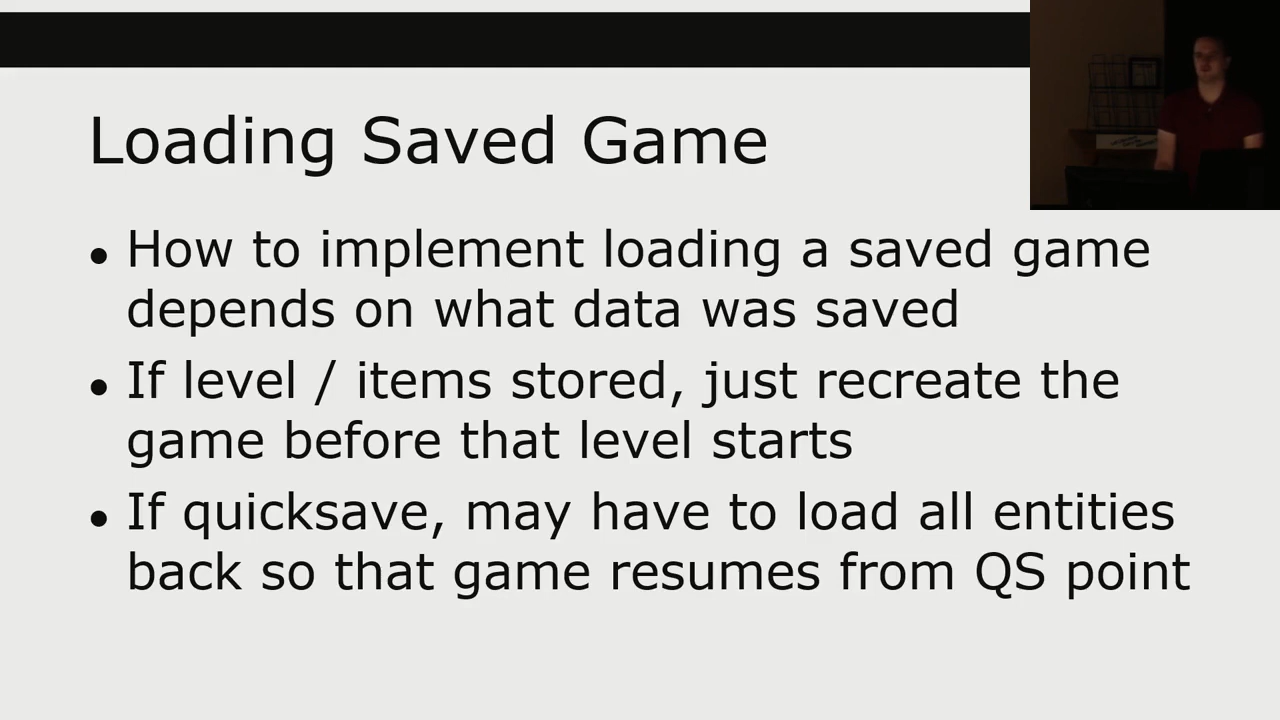 Loading Saved Game
• How to implement loading a saved game
depends on what data was saved
• If level / items stored, just recreate the
game before that level starts
• If quicksave, may have to load all entities
back so that game resumes from QS point